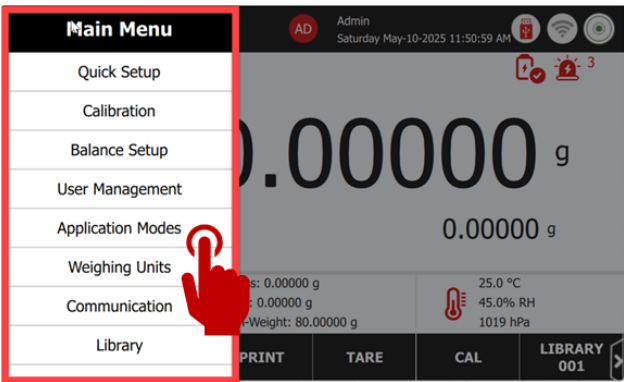 Main Menu
Quick Setup
Calibration
Balance Setup
User Management
Application Modes
Weighing Units
Communication
Library
AD
Admin
Saturday May-10-2025 11:50:59 AM
3
0.00000 g
0.00000 g
s: 0.00000 g
: 0.00000 g
-Weight: 80.00000 g
25.0 °C
45.0% RH
1019 hPa
PRINT
TARE
CAL
LIBRARY
001